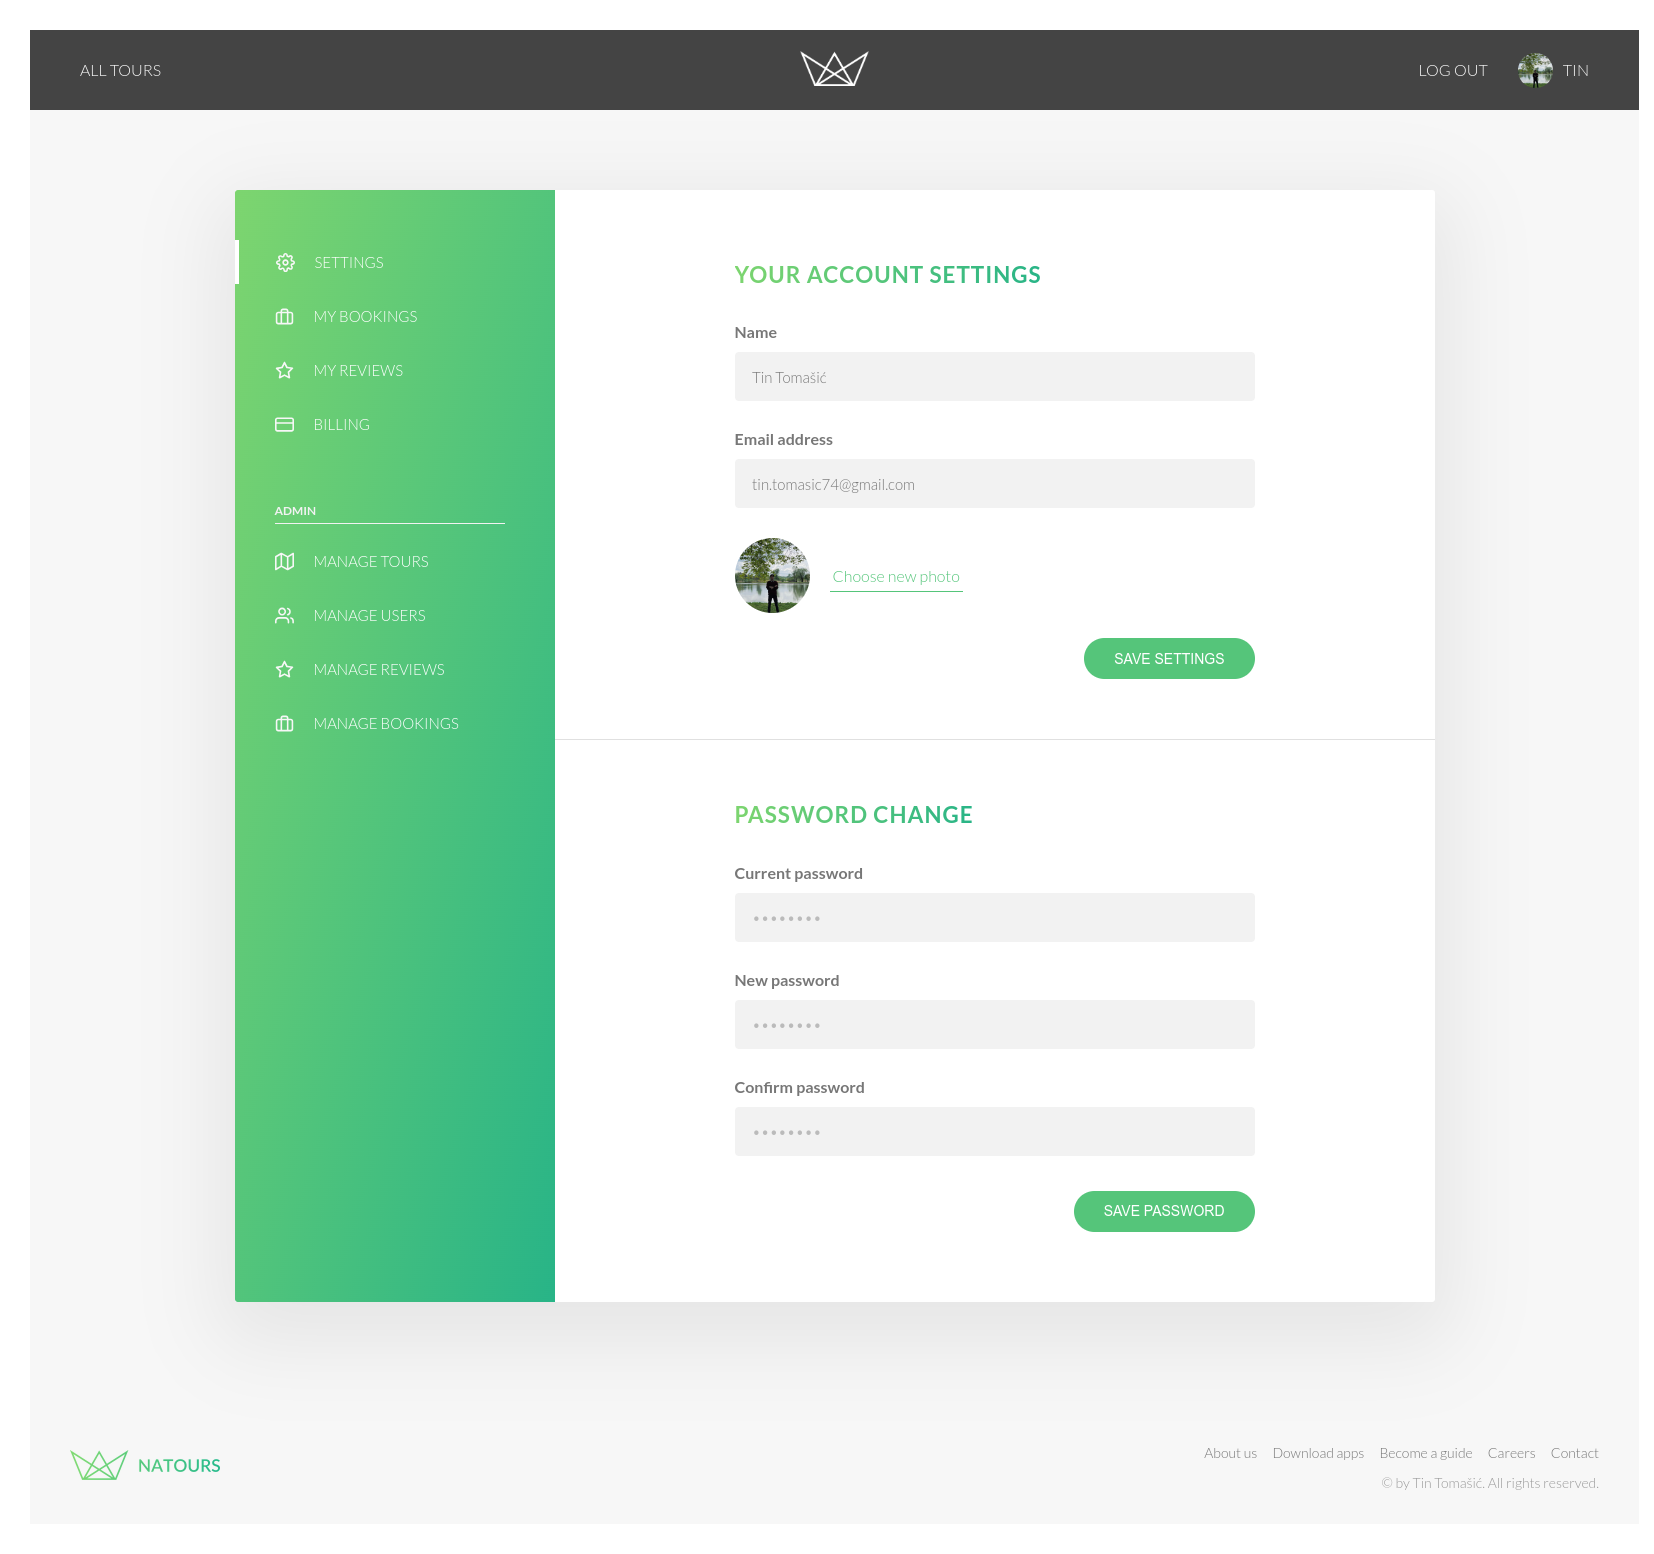 ALL TOURS
LOG OUT
TIN
SETTINGS
MY BOOKINGS
MY REVIEWS
BILLING
ADMIN
MANAGE TOURS
MANAGE USERS
MANAGE REVIEWS
MANAGE BOOKINGS
YOUR ACCOUNT SETTINGS
Name
Tin Tomašić
Email address
tin.tomasic74@gmail.com
Choose new photo
SAVE SETTINGS
PASSWORD CHANGE
Current password
••••••••
New password
••••••••
Confirm password
••••••••
SAVE PASSWORD
NATOURS
About us Download apps Become a guide Careers Contact
© by Tin Tomašić. All rights reserved.